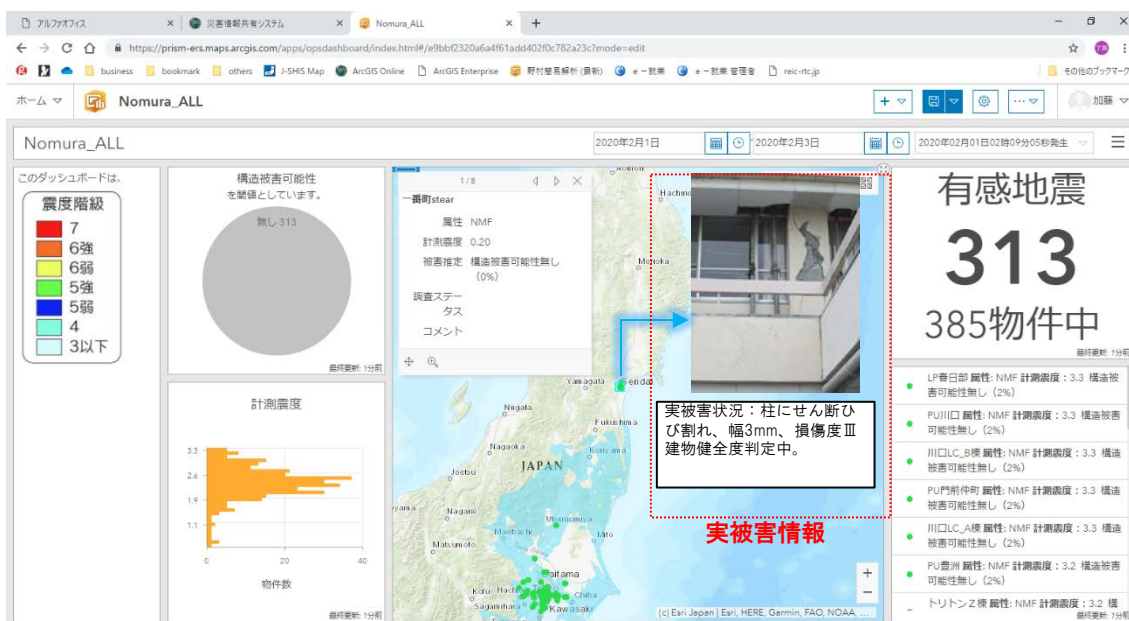 アルファオフィス
災害情報共有システム
Nomura_ALL
https://prism-ers.maps.arcgis.com/apps/opsdashboard/index.html#/e9bbf2320a6a4f61add402f0c782a23c?mode=edit
business
bookmark
others
J-SHIS Map
ArcGIS Online
ArcGIS Enterprise
野村簡易解析(最新)
e－就業
e－就業 管理者
reic-rtc.jp
その他のブックマーク
ホーム
Nomura_ALL
加藤
Nomura_ALL
2020年2月1日
2020年2月3日
2020年02月01日02時09分05秒発生
このダッシュボードは、
震度階級
7
6強
6弱
5強
5弱
4
3以下
構造被害可能性
を閾値としています。
無し 313
最終更新: 1分前
計測震度
3.3
2.6
1.9
1.3
0 20 40
物件数
最終更新: 1分前
1/8
一番町stear
属性 NMF
計測震度 0.20
被害推定 構造被害可能性無し
(0%)
調査ステー
タス
コメント
Morioka
Yamagata
Sendai
Niigata
Fukushima
Nagaoka
Koriyama
Joetsu
JAPAN
Nagano
Utsunomiya
Maebashi
Mito
Matsumoto
Saitama
Kofu
Chiba
Sagamihara
Kawasaki
実被害状況：柱にせん断ひ
び割れ、幅3mm、損傷度Ⅲ
建物健全度判定中。
実被害情報
(c) Esri Japan | Esri, HERE, Garmin, FAO, NOAA, ...
有感地震
313
385物件中
最終更新: 1分前
LP春日部 属性: NMF 計測震度：3.3 構造被
害可能性無し（2%）
PU川口 属性: NMF 計測震度：3.3 構造被害
可能性無し（2%）
川口LC_B棟 属性: NMF 計測震度：3.3 構造
被害可能性無し（2%）
PU門前仲町 属性: NMF 計測震度：3.3 構造
被害可能性無し（2%）
川口LC_A棟 属性: NMF 計測震度：3.3 構造
被害可能性無し（2%）
PU豊洲 属性: NMF 計測震度：3.2 構造被害
可能性無し（2%）
トリトンＺ棟 属性: NMF 計測震度：3.2 構
最終更新: 1分前